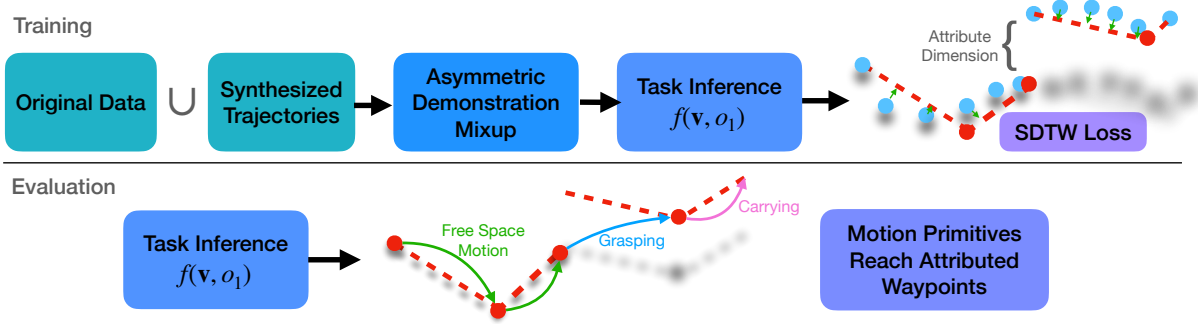 Training
Original Data
∪
Synthesized
Trajectories
Asymmetric
Demonstration
Mixup
Task Inference
f(v, o₁)
Attribute
Dimension
{
SDTW Loss
Evaluation
Task Inference
f(v, o₁)
Free Space
Motion
Grasping
Carrying
Motion Primitives
Reach Attributed
Waypoints